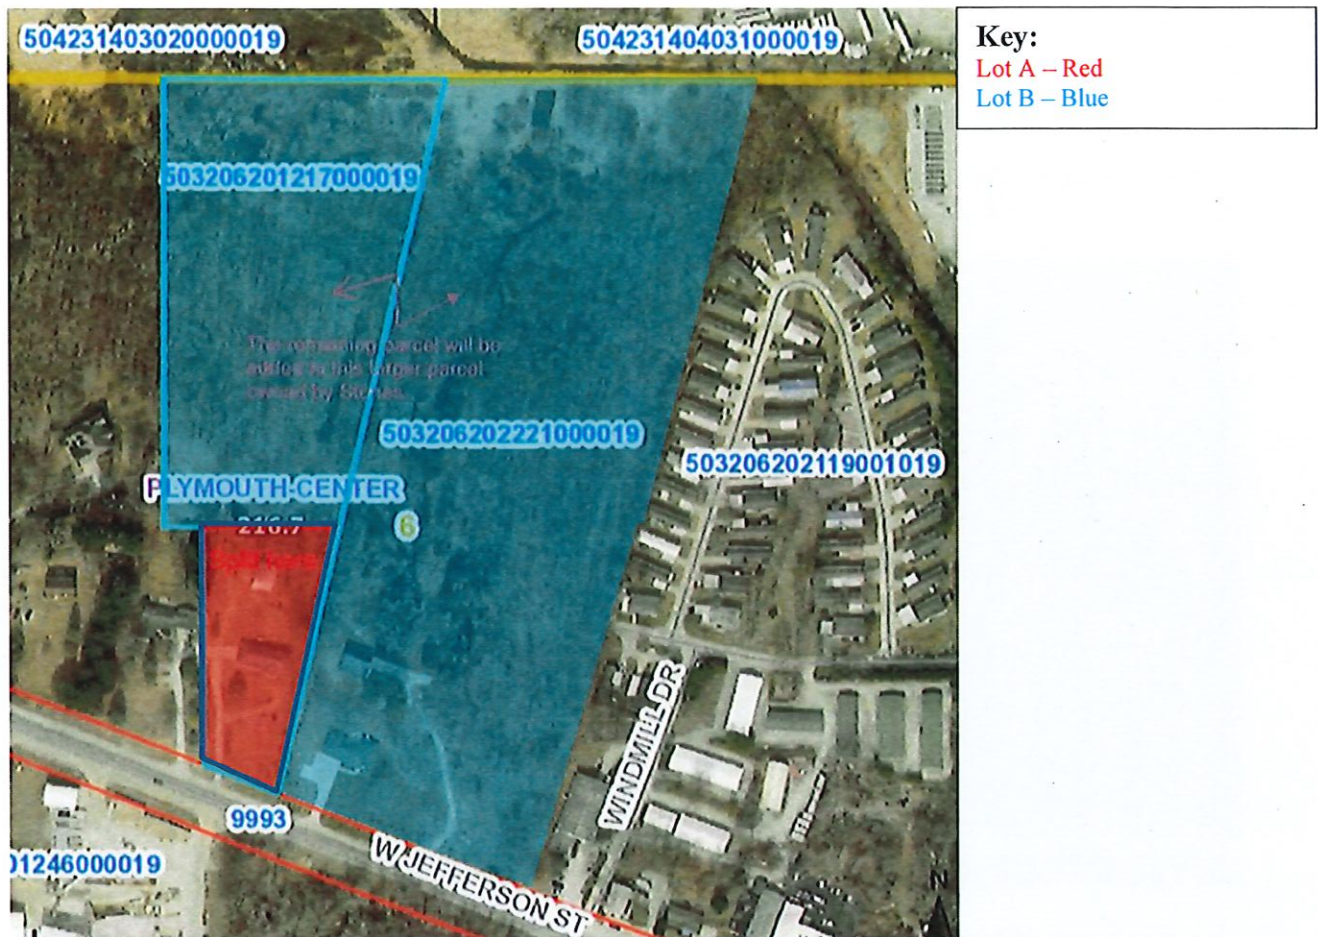 504231403020000019
504231404031000019
Key:
Lot A – Red
Lot B – Blue
503206201217000019
The remaining parcel will be
added to this larger parcel
owned by
503206202221000019
503206202119001019
PLYMOUTH-CENTER
216.7
6
Split here
WINDMILL DR
9993
W JEFFERSON ST
01246000019
N